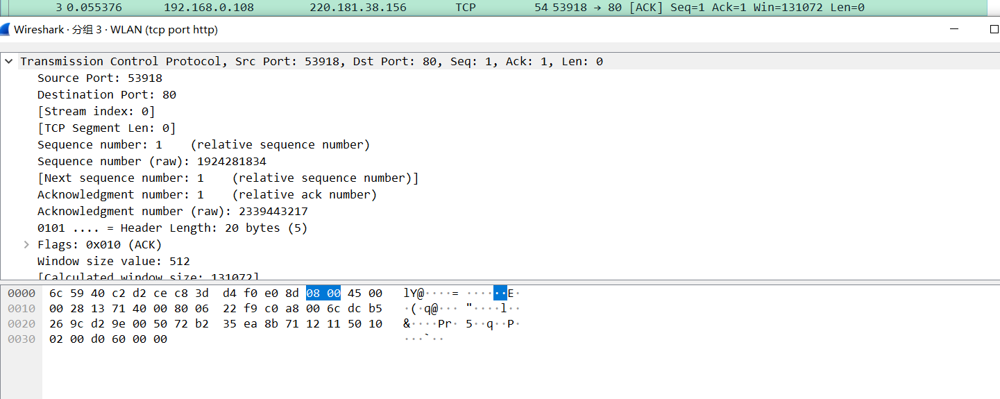 3 0.055376 192.168.0.108 220.181.38.156 TCP 54 53918 → 80 [ACK] Seq=1 Ack=1 Win=131072 Len=0
Wireshark · 分组 3 · WLAN (tcp port http)
Transmission Control Protocol, Src Port: 53918, Dst Port: 80, Seq: 1, Ack: 1, Len: 0
Source Port: 53918
Destination Port: 80
[Stream index: 0]
[TCP Segment Len: 0]
Sequence number: 1 (relative sequence number)
Sequence number (raw): 1924281834
[Next sequence number: 1 (relative sequence number)]
Acknowledgment number: 1 (relative ack number)
Acknowledgment number (raw): 2339443217
0101 .... = Header Length: 20 bytes (5)
Flags: 0x010 (ACK)
Window size value: 512
[Calculated window size: 131072]
0000 6c 59 40 c2 d2 ce c8 3d d4 f0 e0 8d 08 00 45 00 lY@····= ······E·
0010 00 28 13 71 40 00 80 06 22 f9 c0 a8 00 6c dc b5 ·(·q@··· "····l··
0020 26 9c d2 9e 00 50 72 b2 35 ea 8b 71 12 11 50 10 &····Pr· 5··q··P·
0030 02 00 d0 60 00 00 ···`··